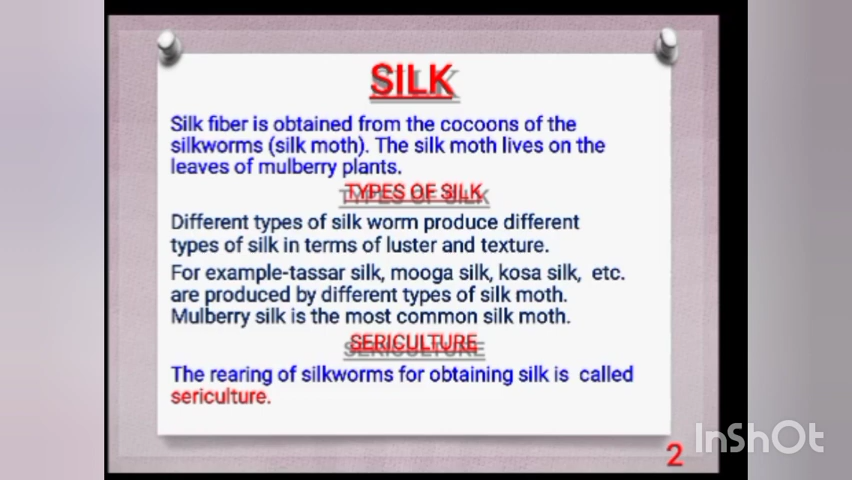 SILK
Silk fiber is obtained from the cocoons of the
silkworms (silk moth). The silk moth lives on the
leaves of mulberry plants.
TYPES OF SILK
Different types of silk worm produce different
types of silk in terms of luster and texture.
For example-tassar silk, mooga silk, kosa silk, etc.
are produced by different types of silk moth.
Mulberry silk is the most common silk moth.
SERICULTURE
The rearing of silkworms for obtaining silk is called
sericulture.
InShOt
2